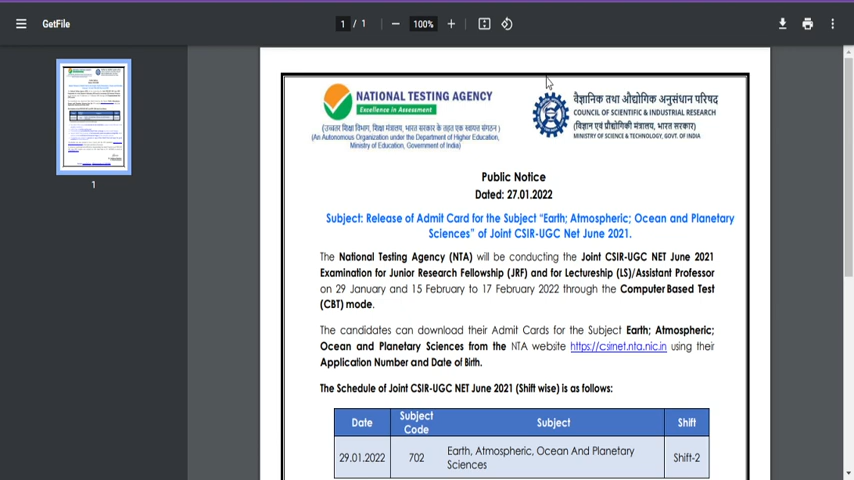 GetFile
1 / 1
100%
1
NATIONAL TESTING AGENCY
Excellence in Assessment
(उच्चतर शिक्षा विभाग, शिक्षा मंत्रालय, भारत सरकार के तहत एक स्वायत्त संगठन)
(An Autonomous Organization under the Department of Higher Education,
Ministry of Education, Government of India)
वैज्ञानिक तथा औद्योगिक अनुसंधान परिषद
COUNCIL OF SCIENTIFIC & INDUSTRIAL RESEARCH
(विज्ञान एवं प्रौद्योगिकी मंत्रालय, भारत सरकार)
MINISTRY OF SCIENCE & TECHNOLOGY, GOVT. OF INDIA
Public Notice
Dated: 27.01.2022
Subject: Release of Admit Card for the Subject "Earth; Atmospheric; Ocean and Planetary
Sciences" of Joint CSIR-UGC Net June 2021.
The National Testing Agency (NTA) will be conducting the Joint CSIR-UGC NET June 2021
Examination for Junior Research Fellowship (JRF) and for Lectureship (LS)/Assistant Professor
on 29 January and 15 February to 17 February 2022 through the Computer Based Test
(CBT) mode.
The candidates can download their Admit Cards for the Subject Earth; Atmospheric;
Ocean and Planetary Sciences from the NTA website https://csirnet.nta.nic.in using their
Application Number and Date of Birth.
The Schedule of Joint CSIR-UGC NET June 2021 (Shift wise) is as follows:
Date Subject Code Subject Shift
29.01.2022 702 Earth, Atmospheric, Ocean And Planetary Sciences Shift-2